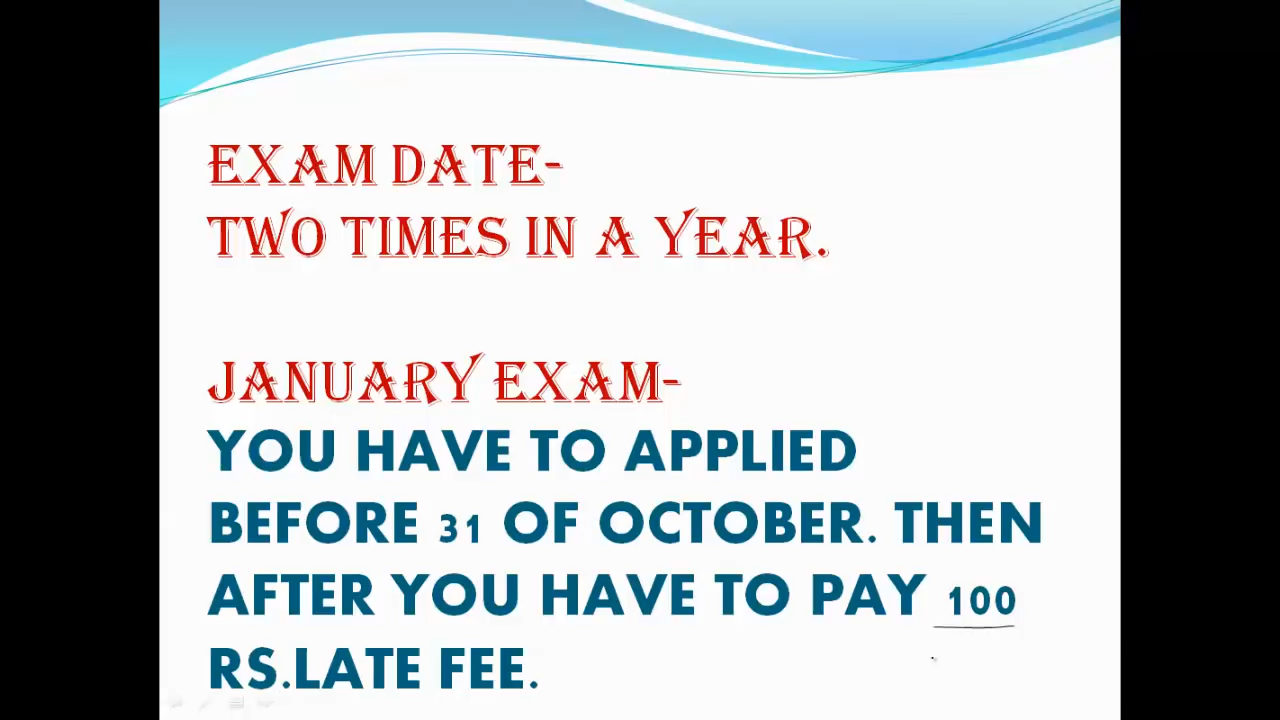 EXAM DATE-
TWO TIMES IN A YEAR.
JANUARY EXAM-
YOU HAVE TO APPLIED
BEFORE 31 OF OCTOBER. THEN
AFTER YOU HAVE TO PAY 100
RS.LATE FEE.